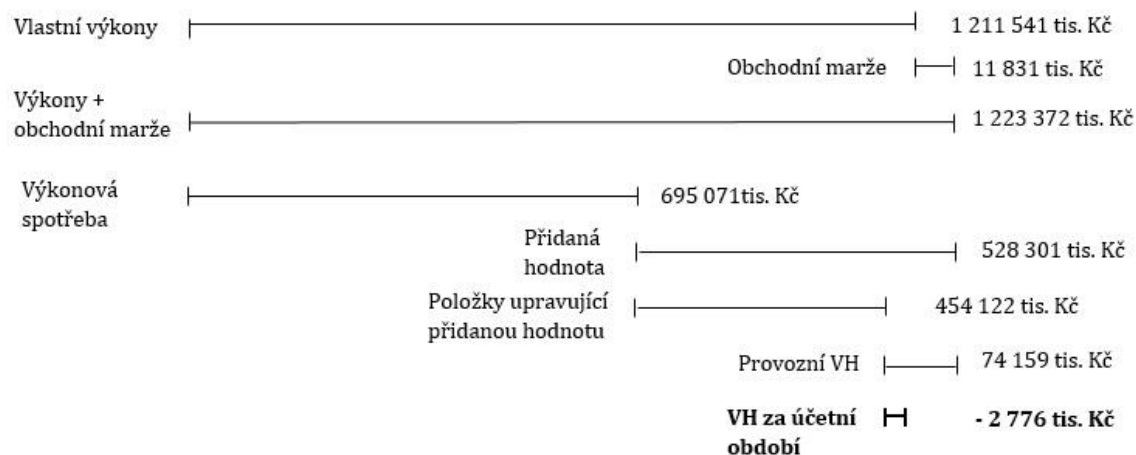 Vlastní výkony 1 211 541 tis. Kč
Obchodní marže 11 831 tis. Kč
Výkony +
obchodní marže 1 223 372 tis. Kč
Výkonová
spotřeba 695 071tis. Kč
Přidaná
hodnota 528 301 tis. Kč
Položky upravující
přidanou hodnotu 454 122 tis. Kč
Provozní VH 74 159 tis. Kč
VH za účetní - 2 776 tis. Kč
období